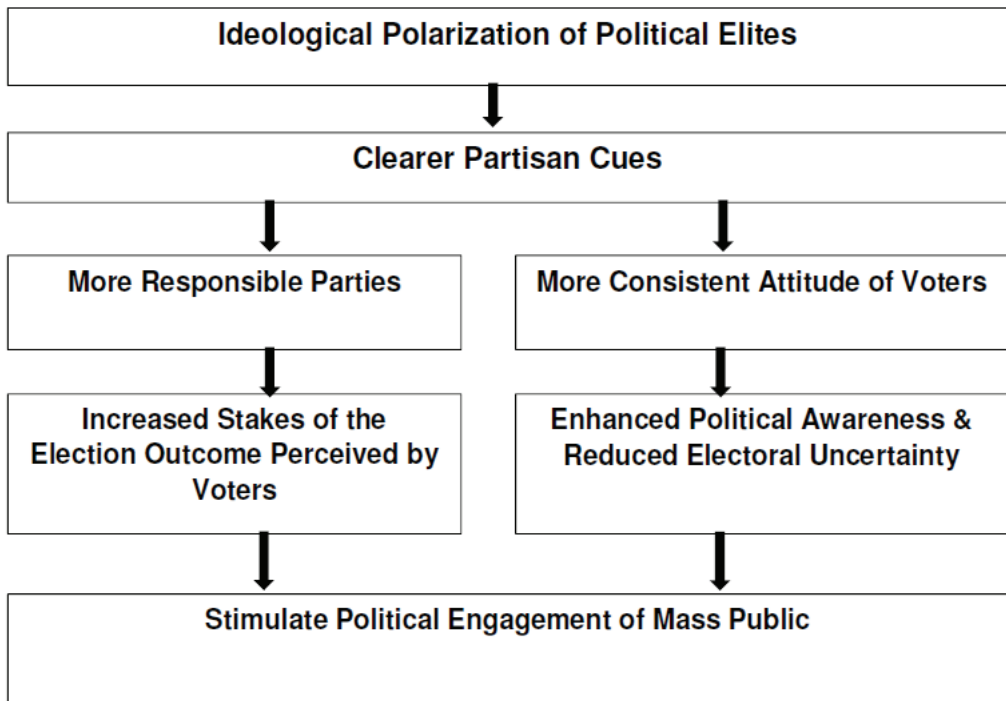 Ideological Polarization of Political Elites
Clearer Partisan Cues
More Responsible Parties
More Consistent Attitude of Voters
Increased Stakes of the
Election Outcome Perceived by
Voters
Enhanced Political Awareness &
Reduced Electoral Uncertainty
Stimulate Political Engagement of Mass Public